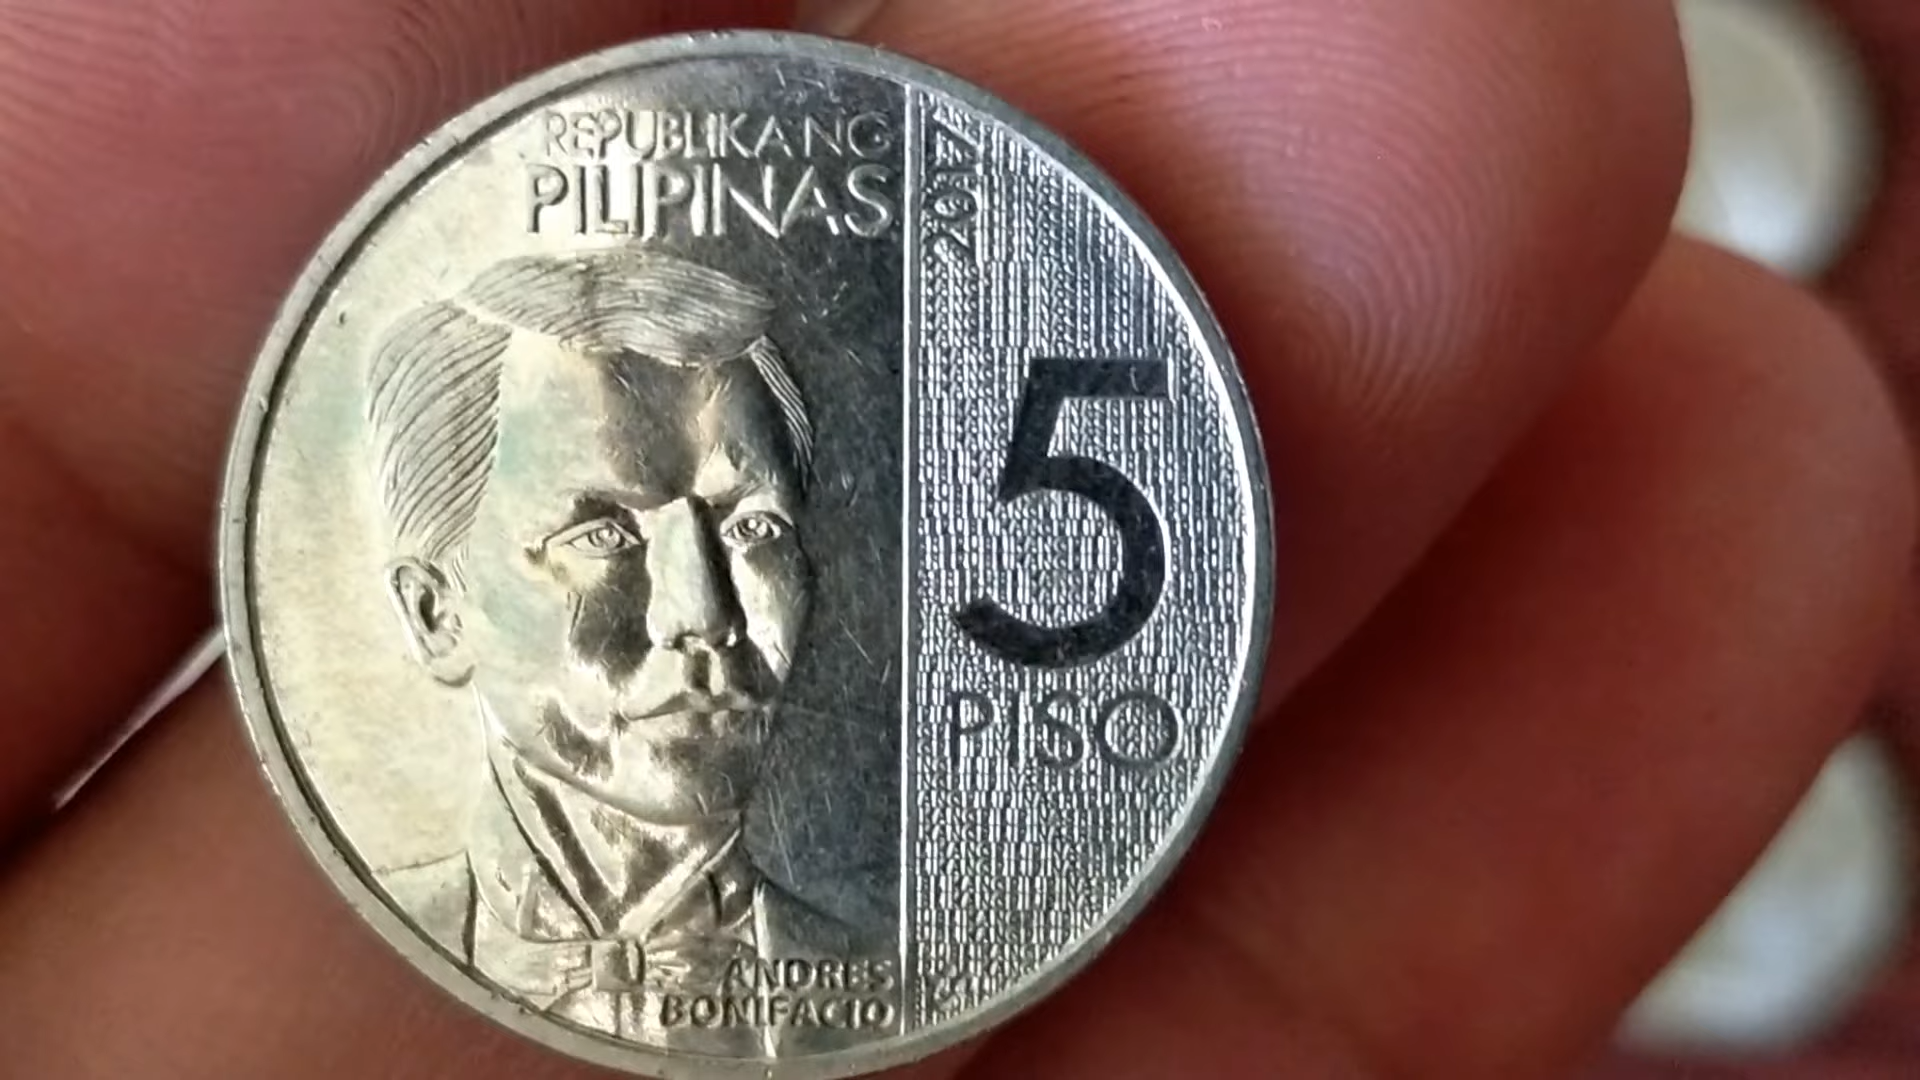 REPUBLIKA NG
PILIPINAS
2017
5
PISO
ANDRES
BONIFACIO